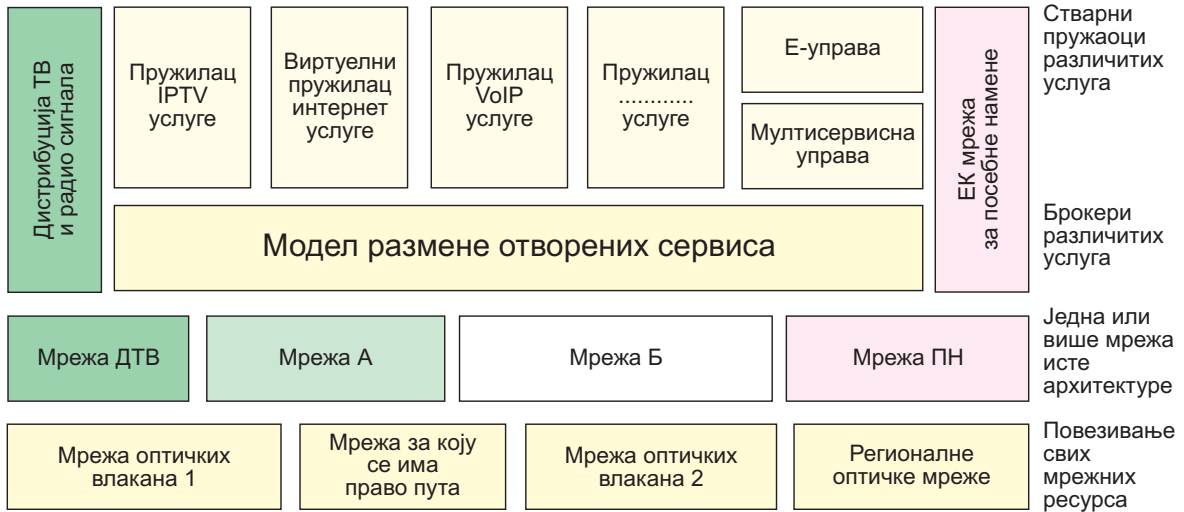 Дистрибуција ТВ
и радио сигнала
Пружилац
IPTV
услуге
Виртуелни
пружилац
интернет
услуге
Пружилац
VoIP
услуге
Пружилац
............
услуге
Е-управа
Мултисервисна
управа
ЕК мрежа
за посебне намене
Стварни
пружаоци
различитих
услуга
Модел размене отворених сервиса
Брокери
различитих
услуга
Мрежа ДТВ
Мрежа А
Мрежа Б
Мрежа ПН
Једна или
више мрежа
исте
архитектуре
Мрежа оптичких
влакана 1
Мрежа за коју
се има
право пута
Мрежа оптичких
влакана 2
Регионалне
оптичке мреже
Повезивање
свих
мрежних
ресурса